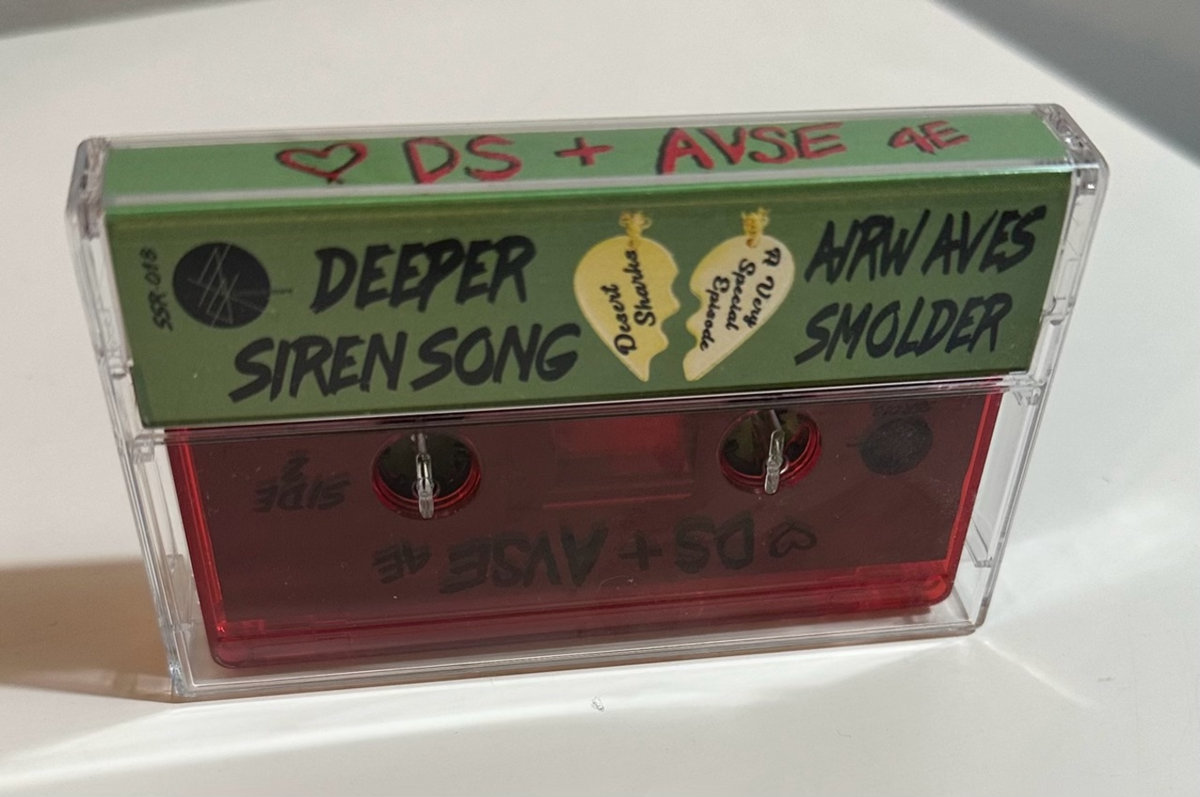 ♡ DS + AVSE 4E
SSR-018
DEEPER
SIREN SONG
Desert
Sharks
A Very
Special
Episode
AIRWAVES
SMOLDER
SIDE
2
♡ DS + AVSE 4E